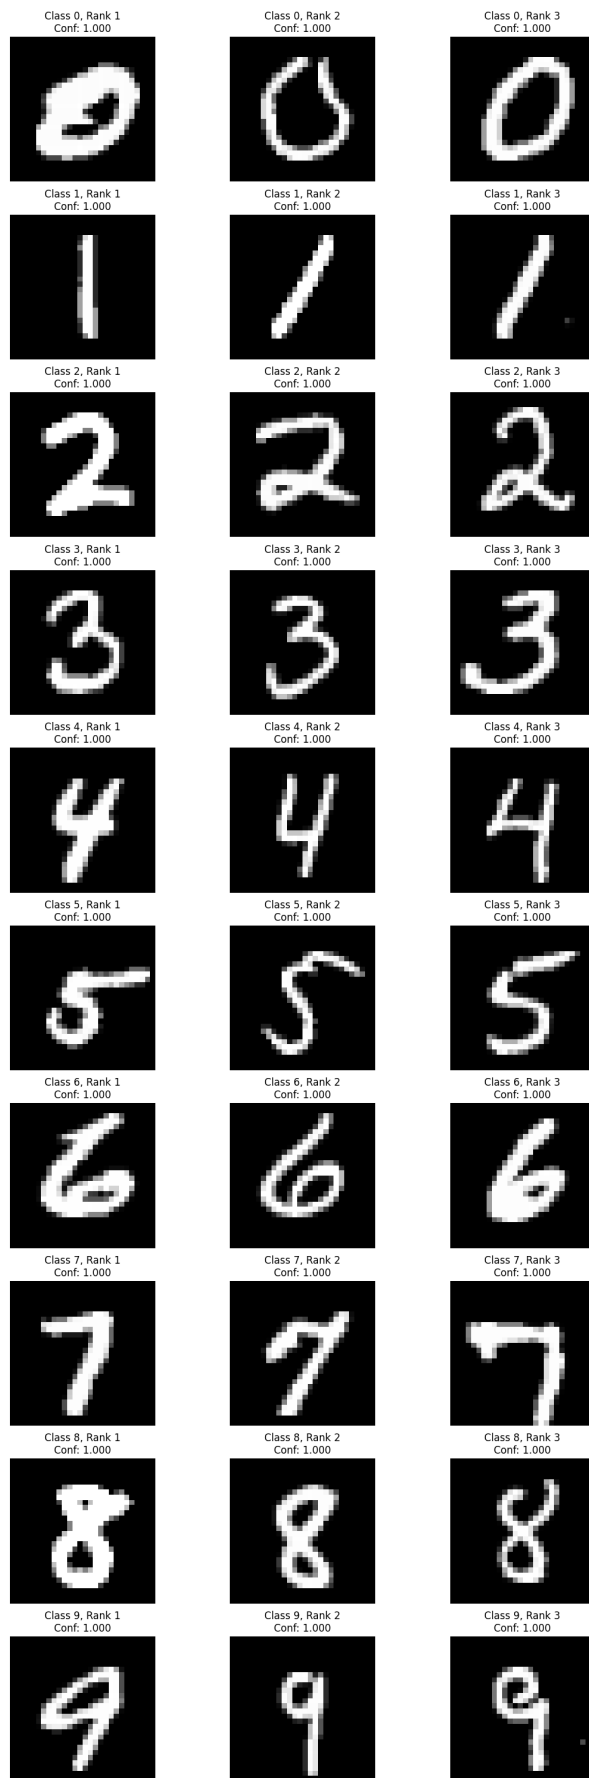 Class 0, Rank 1 Class 0, Rank 2 Class 0, Rank 3
Conf: 1.000 Conf: 1.000 Conf: 1.000
0 0 0
Class 1, Rank 1 Class 1, Rank 2 Class 1, Rank 3
Conf: 1.000 Conf: 1.000 Conf: 1.000
1 1 1
Class 2, Rank 1 Class 2, Rank 2 Class 2, Rank 3
Conf: 1.000 Conf: 1.000 Conf: 1.000
2 2 2
Class 3, Rank 1 Class 3, Rank 2 Class 3, Rank 3
Conf: 1.000 Conf: 1.000 Conf: 1.000
3 3 3
Class 4, Rank 1 Class 4, Rank 2 Class 4, Rank 3
Conf: 1.000 Conf: 1.000 Conf: 1.000
4 4 4
Class 5, Rank 1 Class 5, Rank 2 Class 5, Rank 3
Conf: 1.000 Conf: 1.000 Conf: 1.000
5 5 5
Class 6, Rank 1 Class 6, Rank 2 Class 6, Rank 3
Conf: 1.000 Conf: 1.000 Conf: 1.000
6 6 6
Class 7, Rank 1 Class 7, Rank 2 Class 7, Rank 3
Conf: 1.000 Conf: 1.000 Conf: 1.000
7 7 7
Class 8, Rank 1 Class 8, Rank 2 Class 8, Rank 3
Conf: 1.000 Conf: 1.000 Conf: 1.000
8 8 8
Class 9, Rank 1 Class 9, Rank 2 Class 9, Rank 3
Conf: 1.000 Conf: 1.000 Conf: 1.000
9 9 9